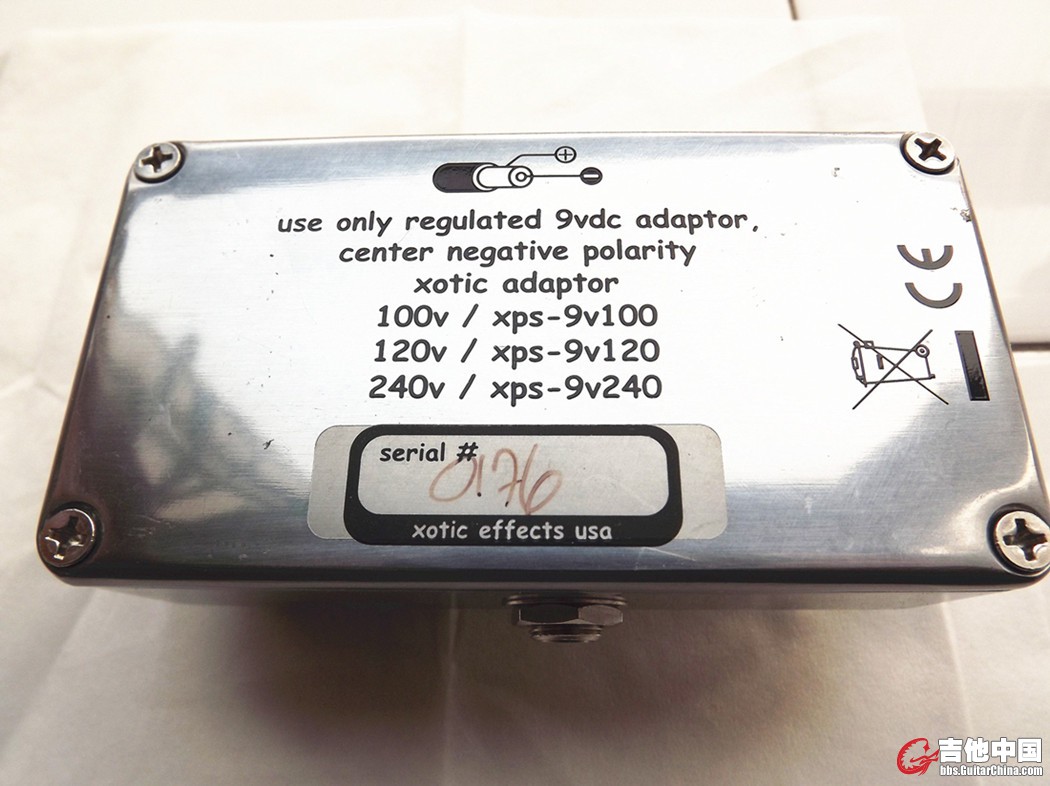 use only regulated 9vdc adaptor,
center negative polarity
xotic adaptor
100v / xps-9v100
120v / xps-9v120
240v / xps-9v240
CE
serial # 0176
xotic effects usa
吉他中国
bbs.GuitarChina.com